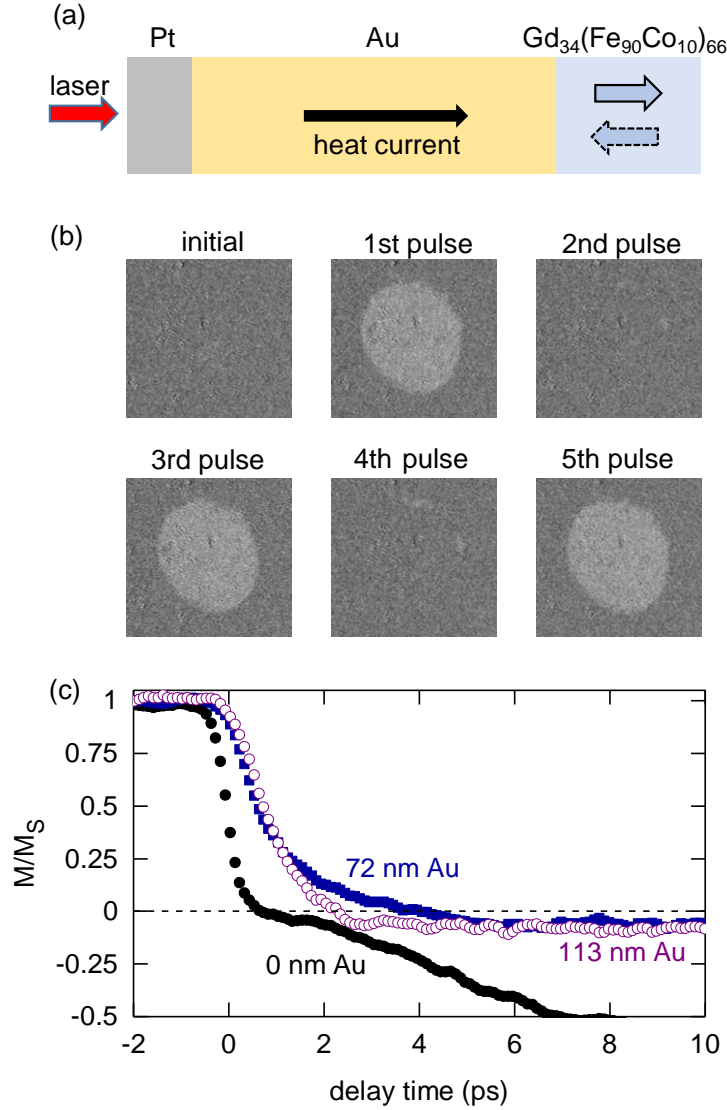 (a)
Pt Au Gd34(Fe90Co10)66
laser
heat current
(b)
initial 1st pulse 2nd pulse
3rd pulse 4th pulse 5th pulse
(c)
1
0.75
0.5
0.25
0
-0.25
-0.5
M/MS
72 nm Au
0 nm Au
113 nm Au
-2 0 2 4 6 8 10
delay time (ps)